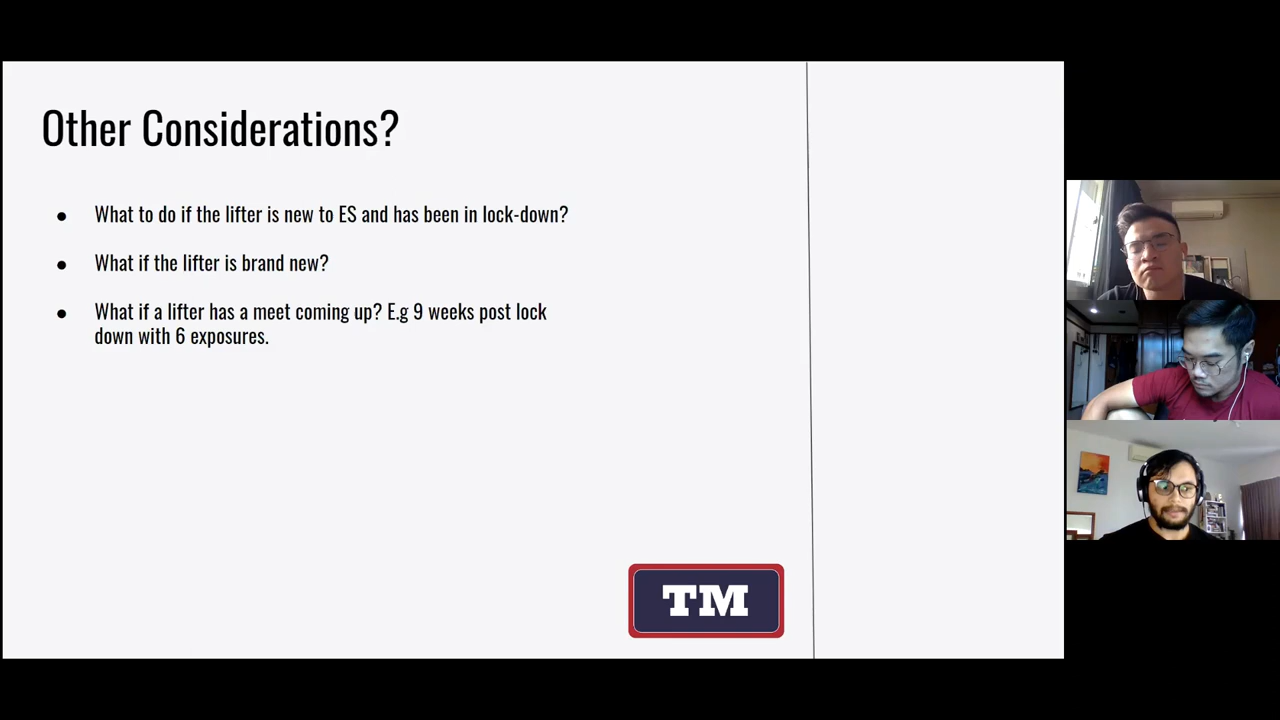 Other Considerations?
● What to do if the lifter is new to ES and has been in lock-down?
● What if the lifter is brand new?
● What if a lifter has a meet coming up? E.g 9 weeks post lock
down with 6 exposures.
TM